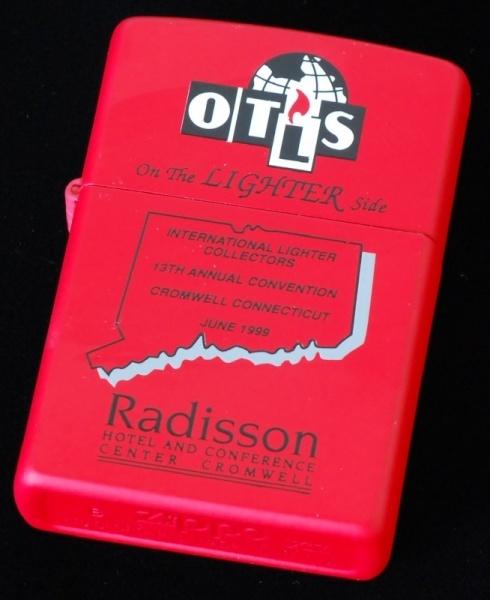 OTLS
On The LIGHTER Side
INTERNATIONAL LIGHTER
COLLECTORS
13TH ANNUAL CONVENTION
CROMWELL CONNECTICUT
JUNE 1999
Radisson
HOTEL AND CONFERENCE
CENTER CROMWELL
B ZIPPO